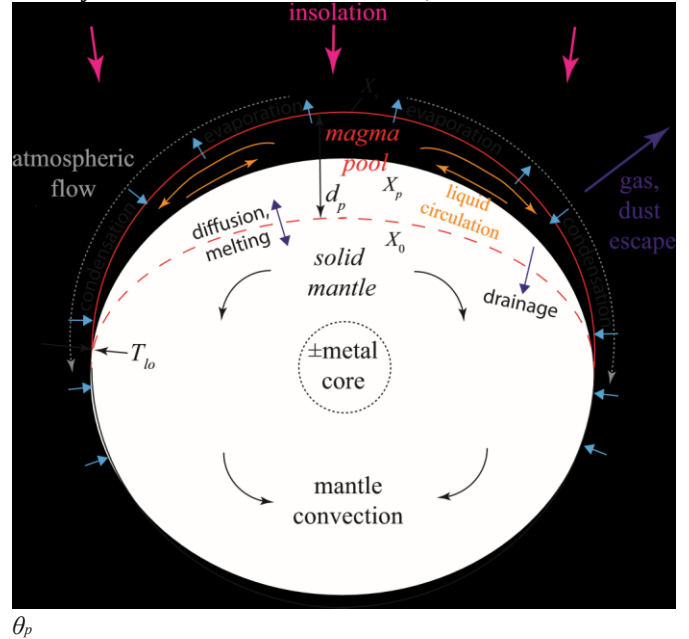 insolation
X
evaporation
evaporation
magma
pool
atmospheric
flow
gas,
dust
escape
X_p
d_p
liquid
circulation
condensation
condensation
diffusion,
melting
X_0
solid
mantle
drainage
T_lo
±metal
core
mantle
convection
θ_p